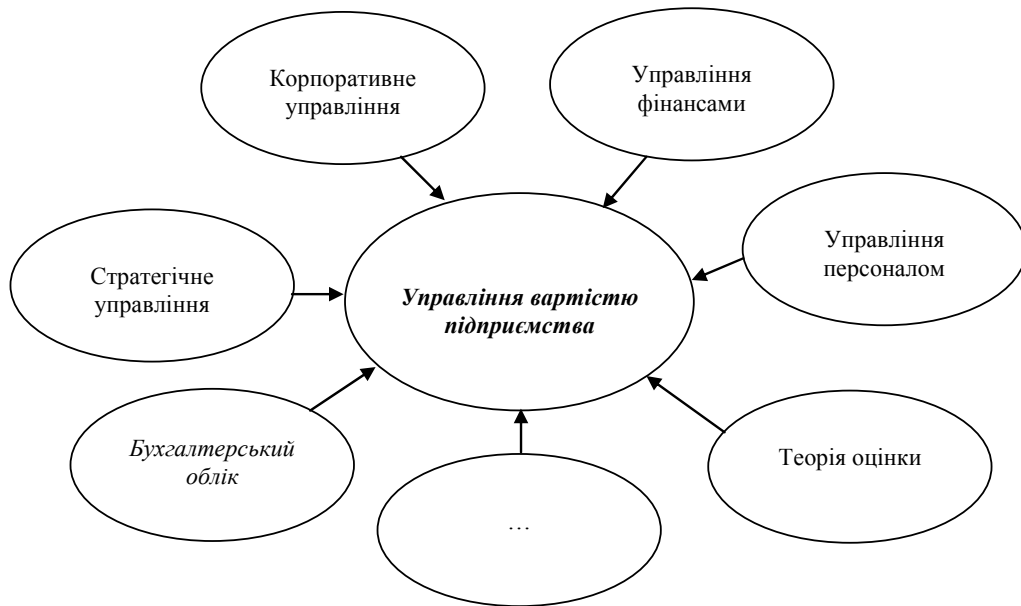 Корпоративне
управління
Управління
фінансами
Управління
персоналом
Стратегічне
управління
Управління вартістю
підприємства
Бухгалтерський
облік
Теорія оцінки
…